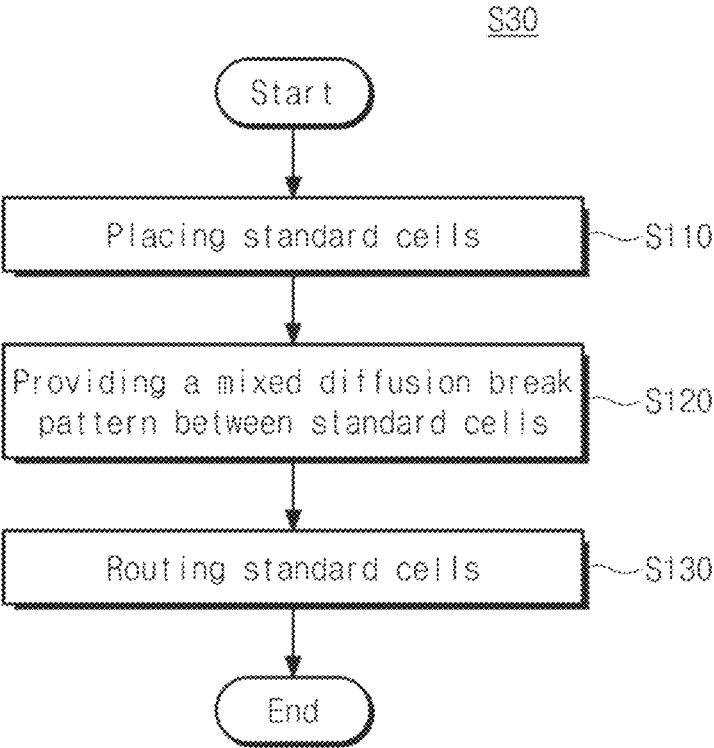 S30
Start
Placing standard cells
S110
Providing a mixed diffusion break
pattern between standard cells
S120
Routing standard cells
S130
End